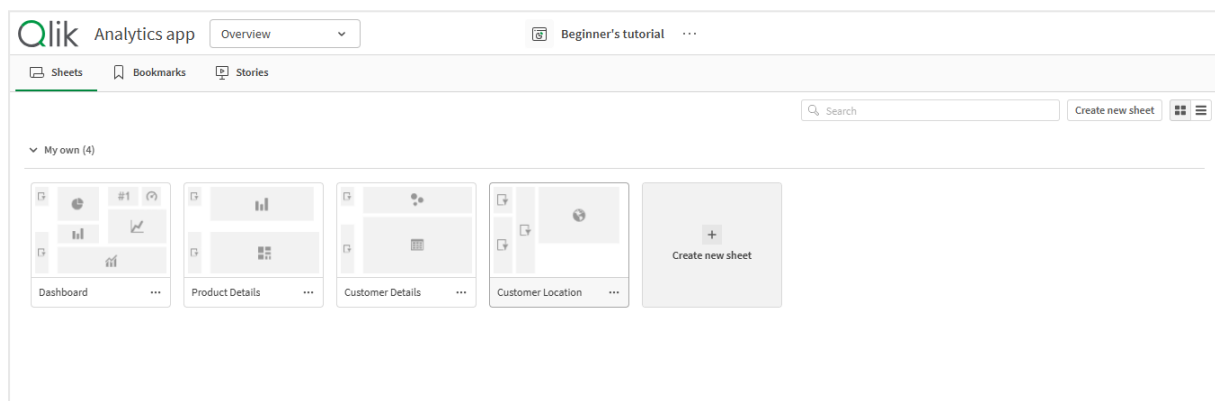 Qlik Analytics app Overview Beginner's tutorial ...
Sheets Bookmarks Stories
Search Create new sheet
My own (4)
#1
Create new sheet
Dashboard ... Product Details ... Customer Details ... Customer Location ...